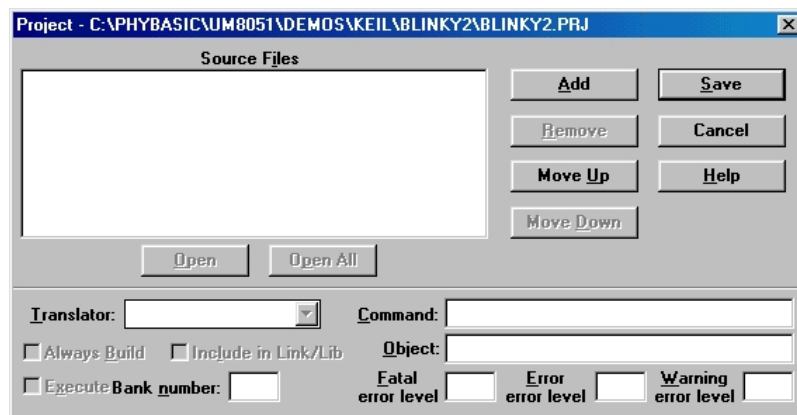 Project - C:\PHYBASIC\UM8051\DEMOS\KEIL\BLINKY2\BLINKY2.PRJ
Source Files
Add
Save
Remove
Cancel
Move Up
Help
Move Down
Open
Open All
Translator:
Command:
Always Build
Include in Link/Lib
Object:
Execute
Bank number:
Fatal
error level
Error
error level
Warning
error level